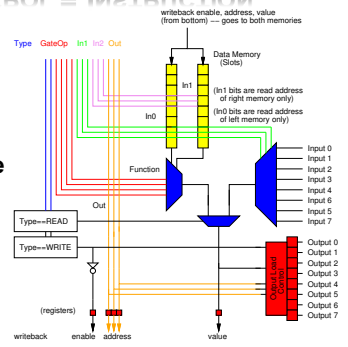 writeback enable, address, value
(from bottom) −− goes to both memories
Type GateOp In1 In2 Out
Data Memory
(Slots)
In1
(In1 bits are read address
of right memory only)
In0
(In0 bits are read address
of left memory only)
e
Function
Input 0
Input 1
Input 2
Input 3
Input 4
Input 6
Input 5
Input 7
Out
Type==READ
Type==WRITE
Output Load
Control
Output 0
Output 1
Output 2
Output 3
Output 4
Output 5
Output 6
Output 7
(registers)
writeback enable address value